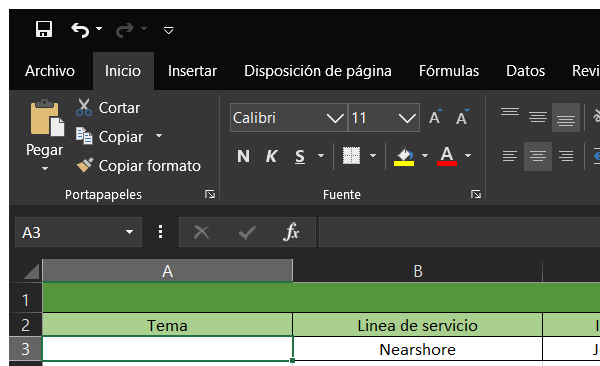 Archivo Inicio Insertar Disposición de página Fórmulas Datos Revi
Cortar
Copiar
Copiar formato
Pegar
Portapapeles
Calibri 11 A A
N K S A
Fuente
A3 fx
A B
1
2 Tema Linea de servicio I
3 Nearshore J